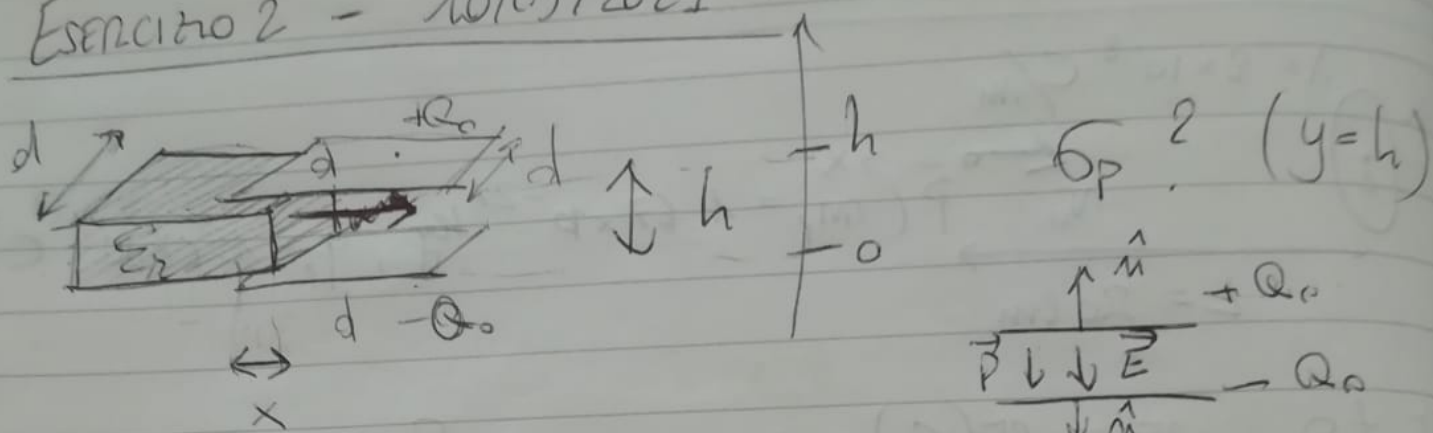 Esercizio 2 -
+Q₀
d d d h h σp ? (y=h)
εr 0
n̂ +Q₀
d -Q₀ P⃗ ↓ ↓ E⃗ - Q₀
x n̂